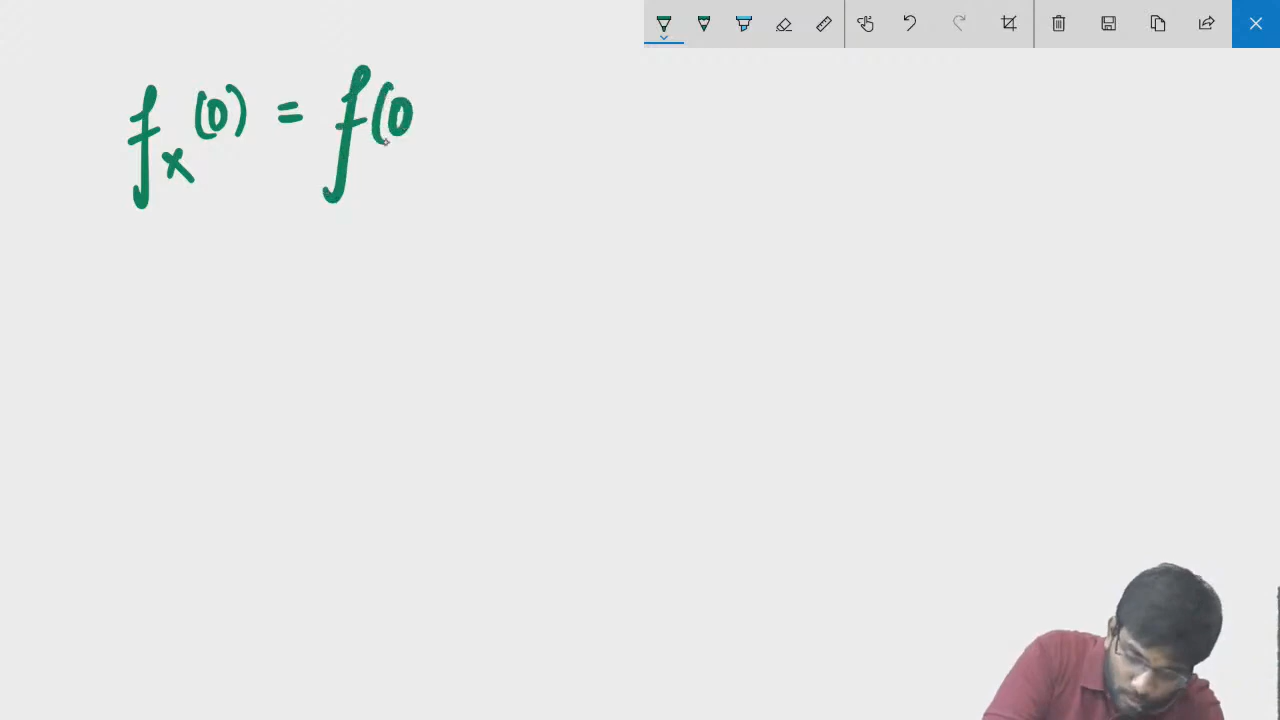 fₓ(0) = f(0